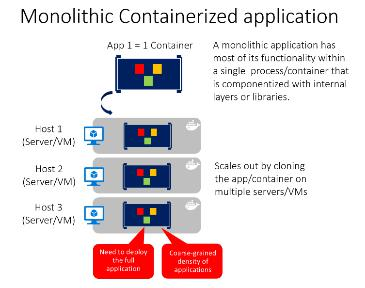 Monolithic Containerized application
App 1 = 1 Container
A monolithic application has
most of its functionality within
a single process/container that
is componentized with internal
layers or libraries.
Host 1
(Server/VM)
Host 2
(Server/VM)
Host 3
(Server/VM)
Scales out by cloning
the app/container on
multiple servers/VMs
Need to deploy
the full
application
Coarse-grained
density of
applications